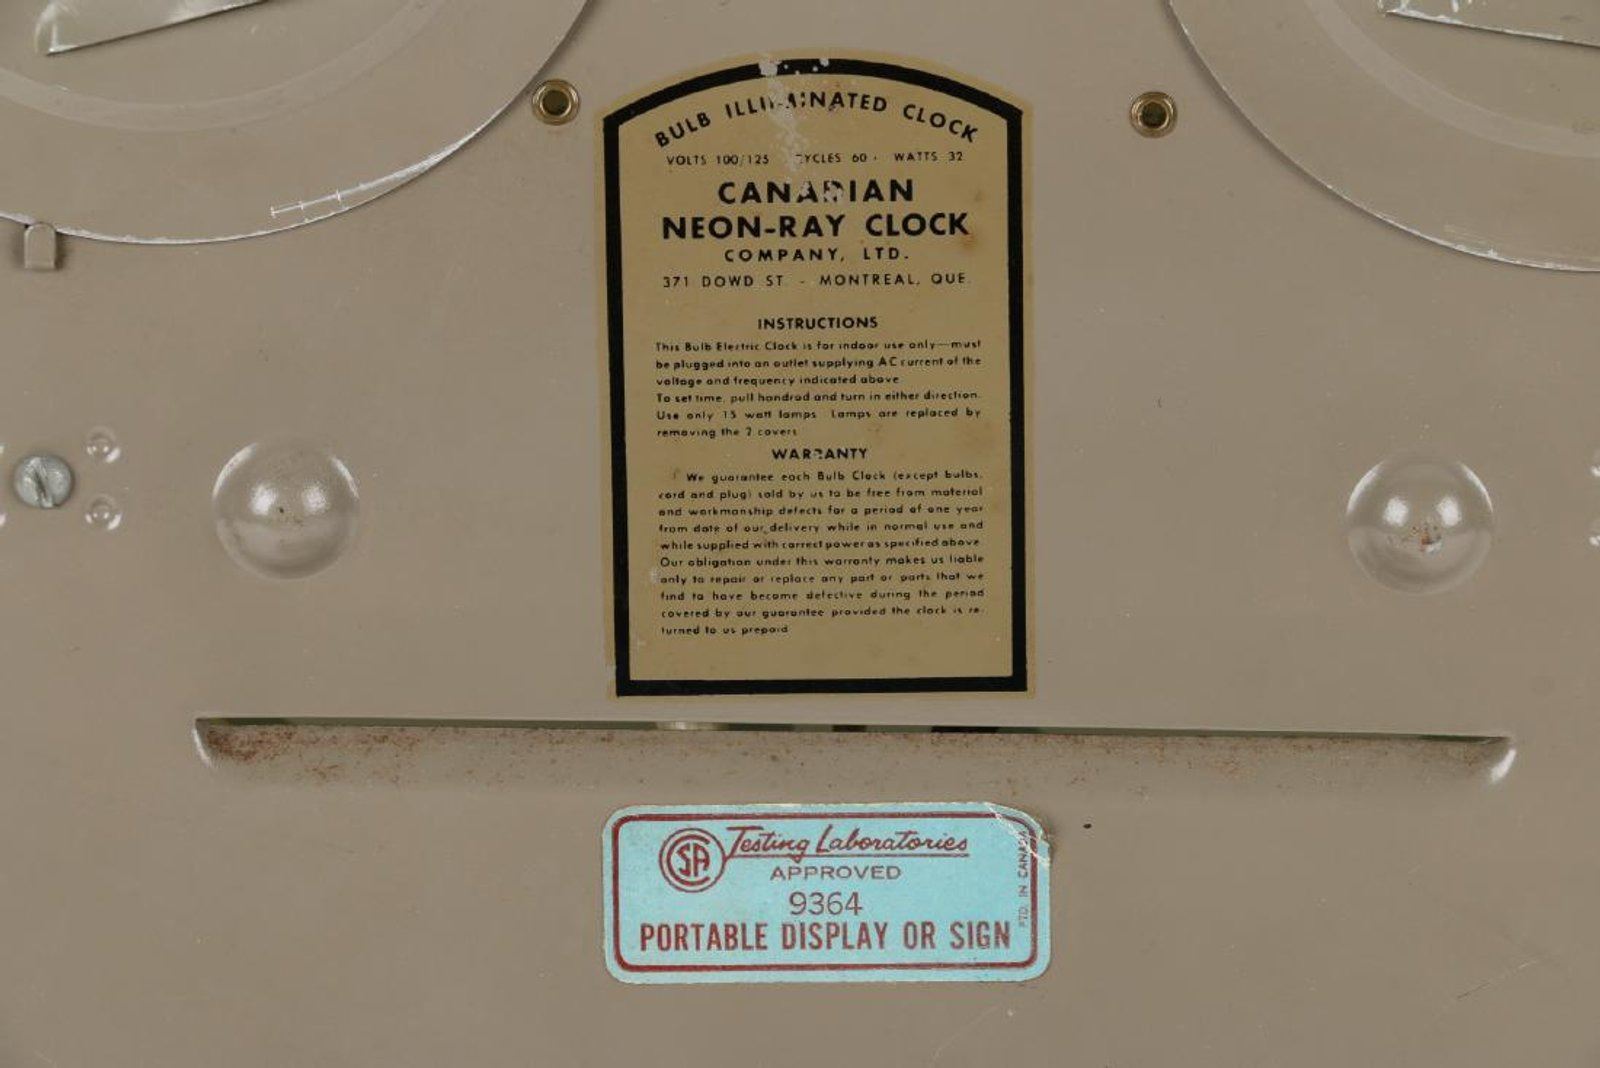 BULB ILLUMINATED CLOCK
VOLTS 100/125 CYCLES 60 · WATTS 32
CANADIAN
NEON-RAY CLOCK
COMPANY, LTD.
371 DOWD ST. - MONTREAL, QUE.
INSTRUCTIONS
This Bulb Electric Clock is for indoor use only—must
be plugged into an outlet supplying AC current of the
voltage and frequency indicated above
To set time, pull handrod and turn in either direction.
Use only 15 watt lamps. Lamps are replaced by
removing the 2 covers
WARRANTY
We guarantee each Bulb Clock (except bulbs,
cord and plug) sold by us to be free from material
and workmanship defects for a period of one year
from date of our delivery while in normal use and
while supplied with correct power as specified above
Our obligation under this warranty makes us liable
only to repair or replace any part or parts that we
find to have become defective during the period
covered by our guarantee provided the clock is re-
turned to us prepaid
CSA Testing Laboratories
APPROVED
9364
PORTABLE DISPLAY OR SIGN
PTD. IN CANADA